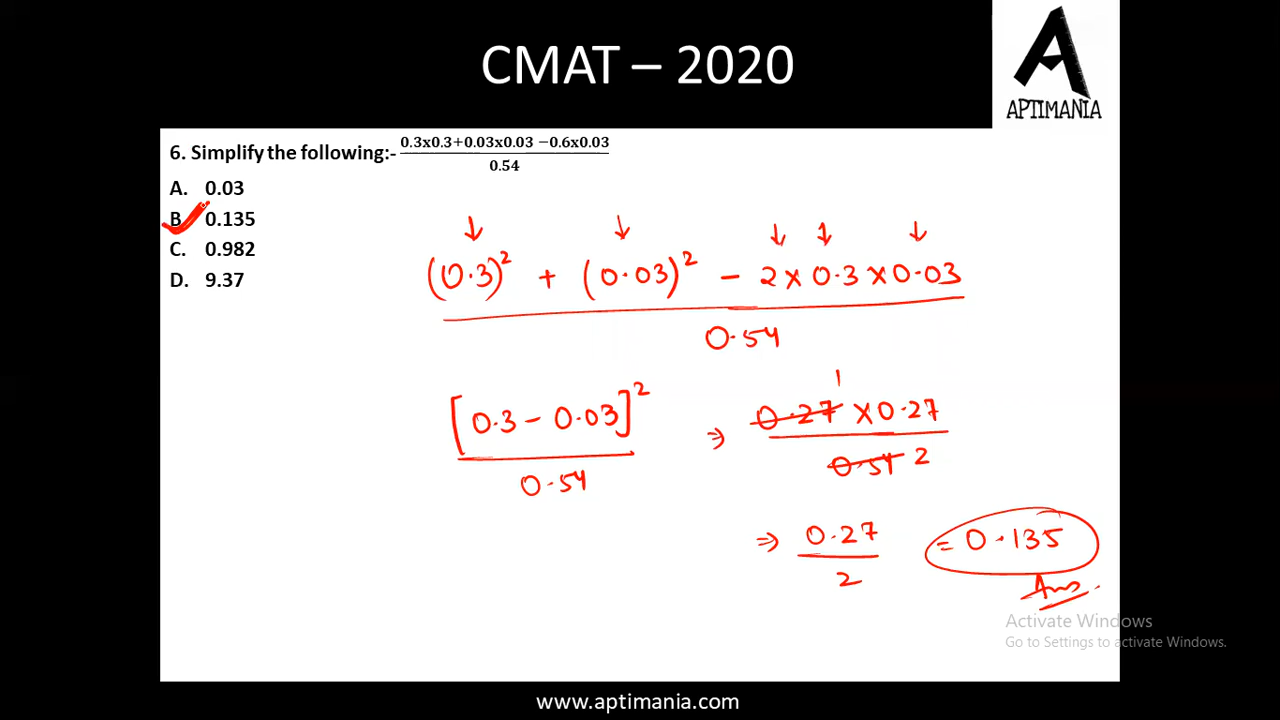 CMAT – 2020
A
APTIMANIA
6. Simplify the following:- 0.3x0.3+0.03x0.03 −0.6x0.03
0.54
A. 0.03
B. 0.135
C. 0.982
D. 9.37
↓ ↓ ↓ ↓ ↓
(0.3)² + (0.03)² − 2 × 0.3 × 0.03
0.54
[0.3 − 0.03]²
0.54
1
⇒ 0.27 × 0.27
0.54 2
⇒ 0.27
2
= 0.135
Ans.
Activate Windows
Go to Settings to activate Windows.
www.aptimania.com